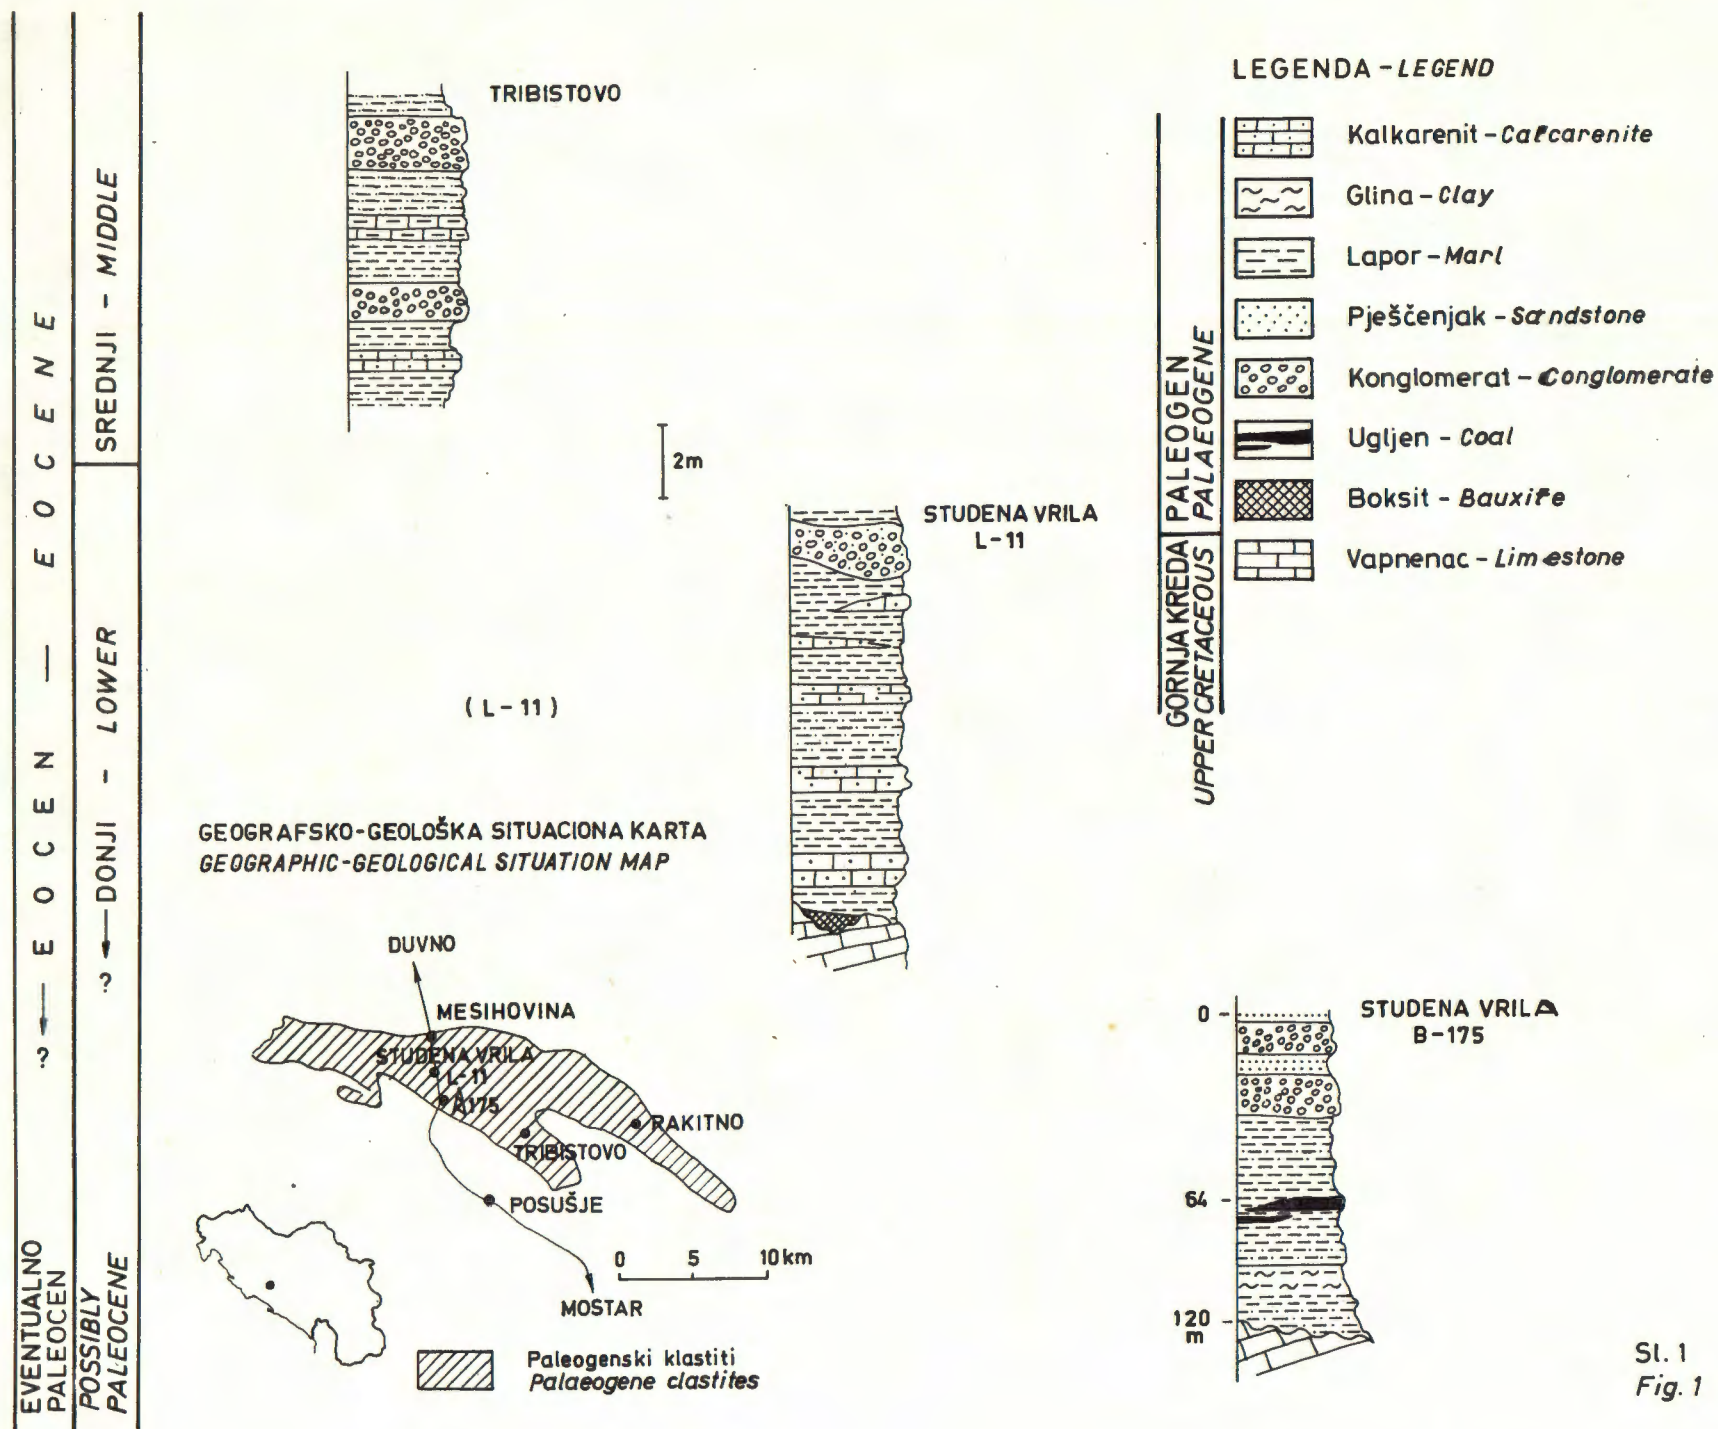 EVENTUALNO
PALEOCEN
? ← EOCEN — EOCENE
POSSIBLY
PALEOCENE
? ← DONJI - LOWER
SREDNJI - MIDDLE
TRIBISTOVO
2m
STUDENA VRILA
L-11
(L-11)
GEOGRAFSKO-GEOLOŠKA SITUACIONA KARTA
GEOGRAPHIC-GEOLOGICAL SITUATION MAP
DUVNO
MESIHOVINA
STUDENA VRILA
L-11
175
RAKITNO
TRIBISTOVO
POSUŠJE
0 5 10 km
MOSTAR
Paleogenski klastiti
Palaeogene clastites
LEGENDA - LEGEND
PALEOGEN
PALAEOGENE
GORNJA KREDA
UPPER CRETACEOUS
Kalkarenit - Calcarenite
Glina - Clay
Lapor - Marl
Pješčenjak - Sandstone
Konglomerat - Conglomerate
Ugljen - Coal
Boksit - Bauxite
Vapnenac - Limestone
STUDENA VRILA
B-175
0
64
120
m
Sl. 1
Fig. 1